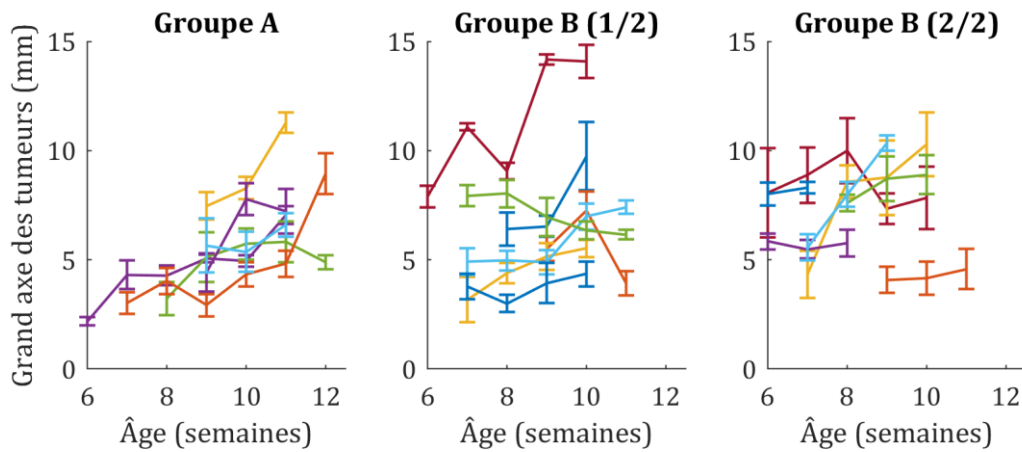 Groupe A
Groupe B (1/2)
Groupe B (2/2)
Grand axe des tumeurs (mm)
15
10
5
0
6 8 10 12
Âge (semaines)
15
10
5
0
6 8 10 12
Âge (semaines)
15
10
5
0
6 8 10 12
Âge (semaines)